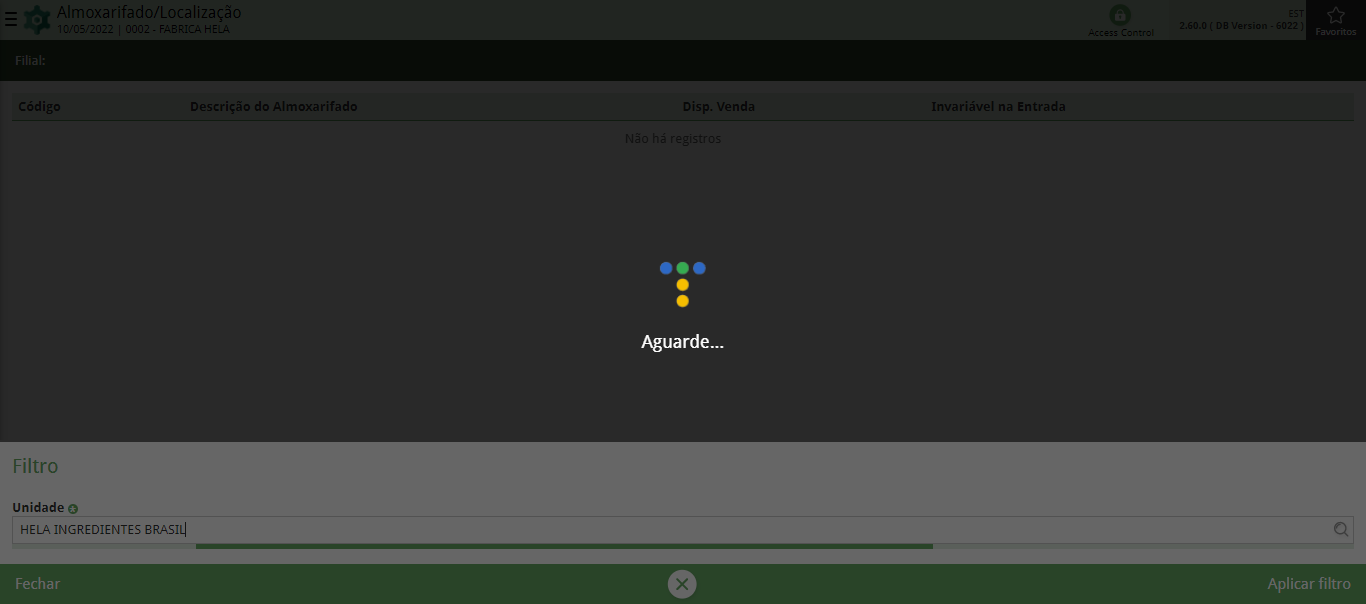 Almoxarifado/Localização
10/05/2022 | 0002 - FABRICA HELA
Access Control
EST
2.60.0 ( DB Version - 6022 )
Favoritos
Filial:
Código Descrição do Almoxarifado Disp. Venda Invariável na Entrada
Não há registros
Aguarde...
Filtro
Unidade
HELA INGREDIENTES BRASIL
Fechar Aplicar filtro